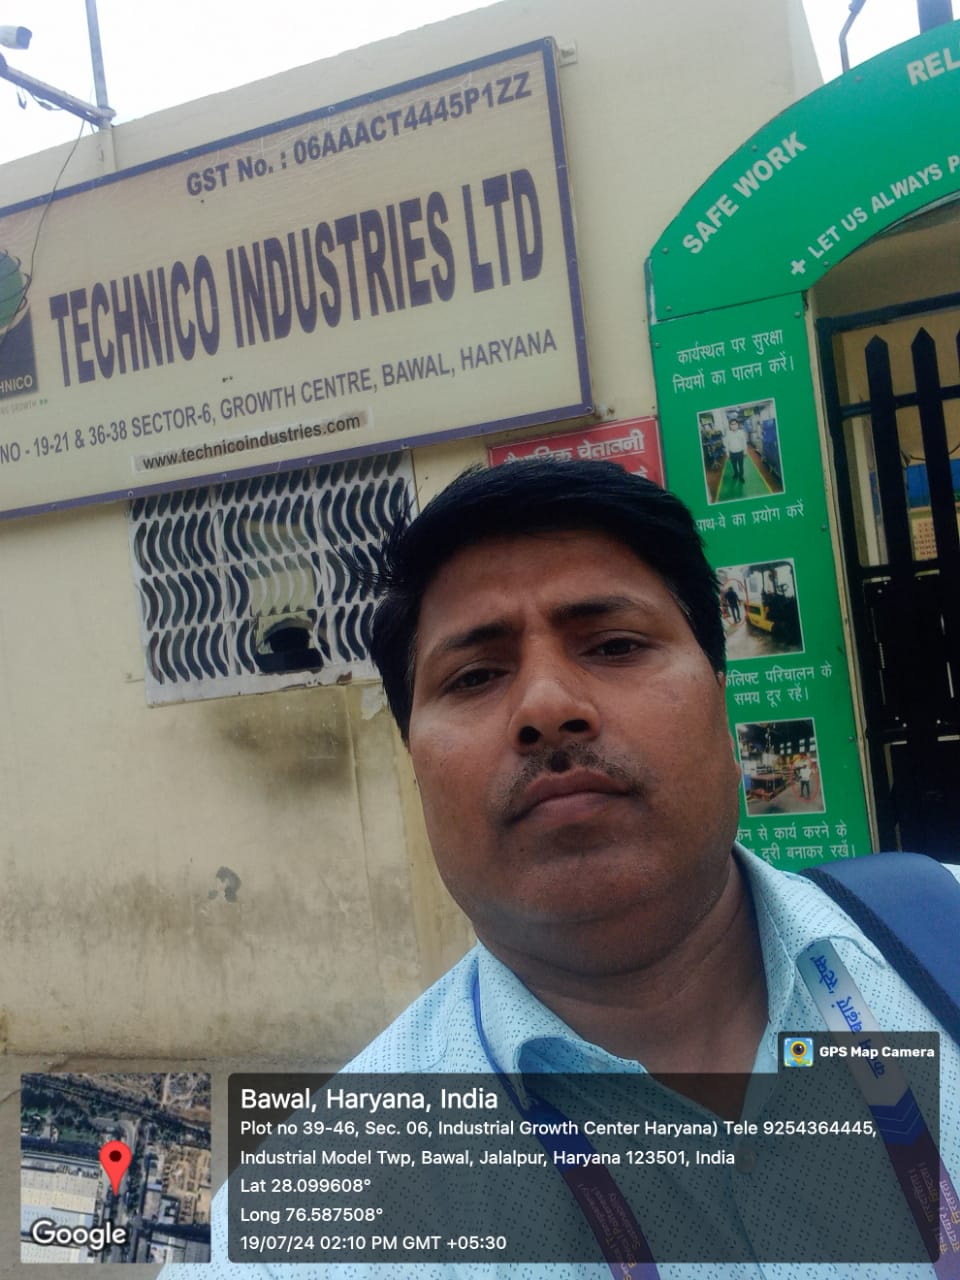 GST No. : 06AAACT4445P1ZZ
TECHNICO INDUSTRIES LTD
NO - 19-21 & 36-38 SECTOR-6, GROWTH CENTRE, BAWAL, HARYANA
www.technicoindustries.com
SAFE WORK
LET US ALWAYS
कार्यस्थल पर सुरक्षा
नियमों का पालन करें।
का प्रयोग करें
परिचालन के
समय दूर रहें।
से कार्य करने के
दूरी बनाकर रखें।
चेतावनी
GPS Map Camera
Bawal, Haryana, India
Plot no 39-46, Sec. 06, Industrial Growth Center Haryana) Tele 9254364445,
Industrial Model Twp, Bawal, Jalalpur, Haryana 123501, India
Lat 28.099608°
Long 76.587508°
19/07/24 02:10 PM GMT +05:30
Google